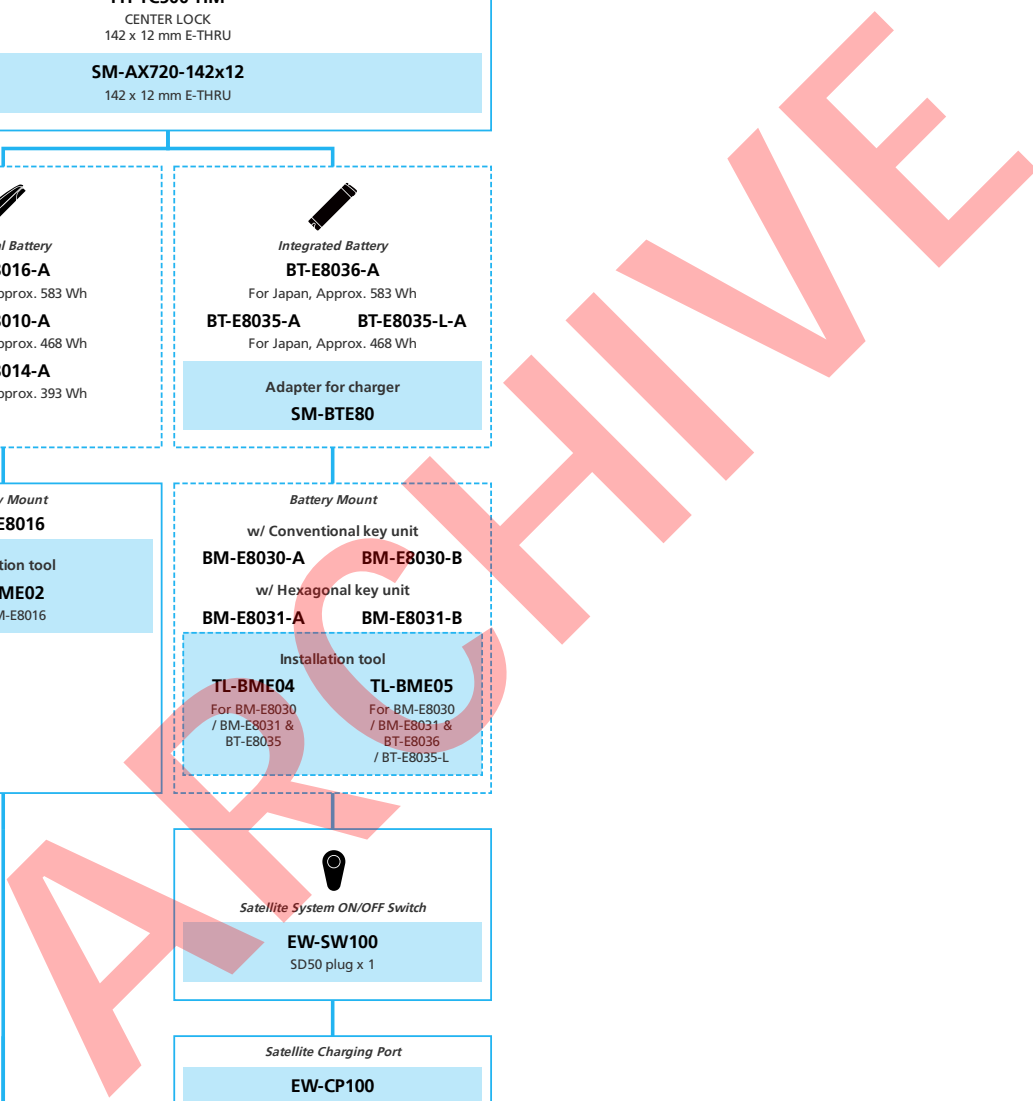 CENTER LOCK
142 x 12 mm E-THRU
SM-AX720-142x12
142 x 12 mm E-THRU
Battery
016-A
pprox. 583 Wh
010-A
pprox. 468 Wh
014-A
pprox. 393 Wh
Integrated Battery
BT-E8036-A
For Japan, Approx. 583 Wh
BT-E8035-A BT-E8035-L-A
For Japan, Approx. 468 Wh
Adapter for charger
SM-BTE80
Mount
E8016
tion tool
ME02
M-E8016
Battery Mount
w/ Conventional key unit
BM-E8030-A BM-E8030-B
w/ Hexagonal key unit
BM-E8031-A BM-E8031-B
Installation tool
TL-BME04 TL-BME05
For BM-E8030
/ BM-E8031 &
BT-E8035
For BM-E8030
/ BM-E8031 &
BT-E8036
/ BT-E8035-L
Satellite System ON/OFF Switch
EW-SW100
SD50 plug x 1
Satellite Charging Port
EW-CP100
ARCHIVE